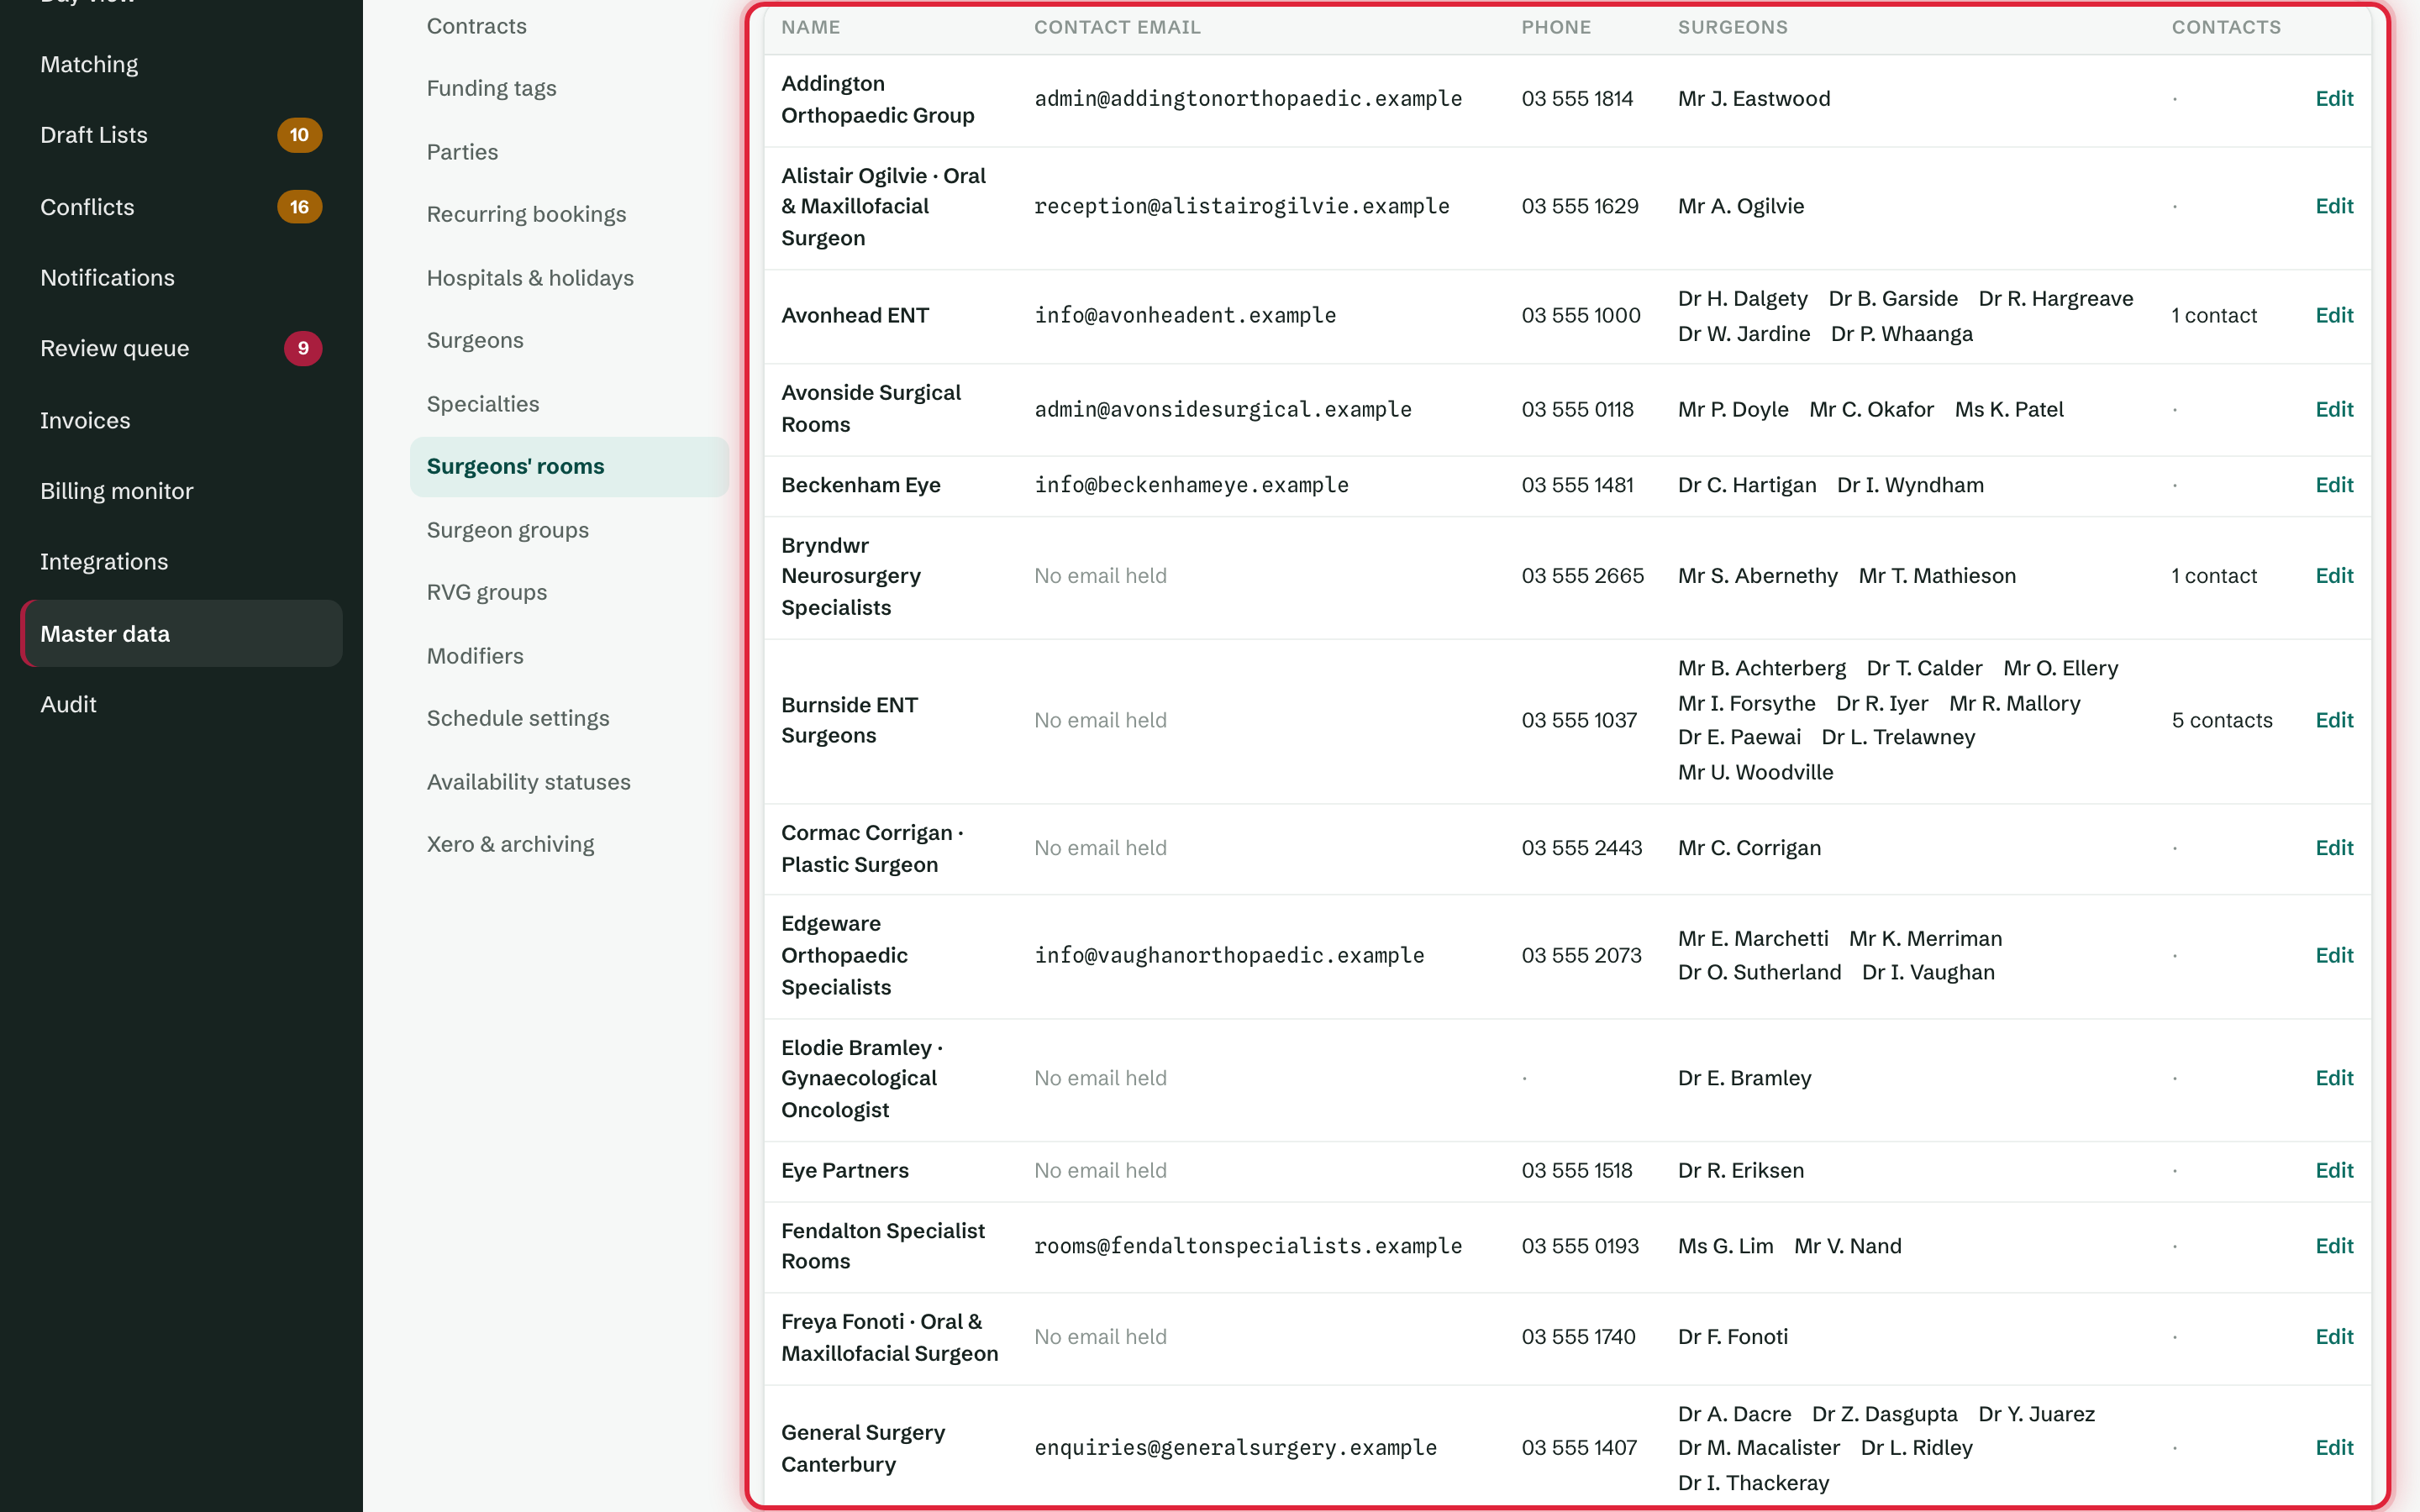 Matching
Draft Lists 10
Conflicts 16
Notifications
Review queue 9
Invoices
Billing monitor
Integrations
Master data
Audit
Contracts
Funding tags
Parties
Recurring bookings
Hospitals & holidays
Surgeons
Specialties
Surgeons' rooms
Surgeon groups
RVG groups
Modifiers
Schedule settings
Availability statuses
Xero & archiving
NAME CONTACT EMAIL PHONE SURGEONS CONTACTS
Addington
Orthopaedic Group
admin@addingtonorthopaedic.example 03 555 1814 Mr J. Eastwood · Edit
Alistair Ogilvie · Oral
& Maxillofacial
Surgeon
reception@alistairogilvie.example 03 555 1629 Mr A. Ogilvie · Edit
Avonhead ENT info@avonheadent.example 03 555 1000
Dr H. Dalgety Dr B. Garside Dr R. Hargreave
Dr W. Jardine Dr P. Whaanga
1 contact Edit
Avonside Surgical
Rooms
admin@avonsidesurgical.example 03 555 0118 Mr P. Doyle Mr C. Okafor Ms K. Patel · Edit
Beckenham Eye info@beckenhameye.example 03 555 1481 Dr C. Hartigan Dr I. Wyndham · Edit
Bryndwr
Neurosurgery
Specialists
No email held 03 555 2665 Mr S. Abernethy Mr T. Mathieson 1 contact Edit
Burnside ENT
Surgeons
No email held 03 555 1037
Mr B. Achterberg Dr T. Calder Mr O. Ellery
Mr I. Forsythe Dr R. Iyer Mr R. Mallory
Dr E. Paewai Dr L. Trelawney
Mr U. Woodville
5 contacts Edit
Cormac Corrigan ·
Plastic Surgeon
No email held 03 555 2443 Mr C. Corrigan · Edit
Edgeware
Orthopaedic
Specialists
info@vaughanorthopaedic.example 03 555 2073
Mr E. Marchetti Mr K. Merriman
Dr O. Sutherland Dr I. Vaughan
· Edit
Elodie Bramley ·
Gynaecological
Oncologist
No email held · Dr E. Bramley · Edit
Eye Partners No email held 03 555 1518 Dr R. Eriksen · Edit
Fendalton Specialist
Rooms
rooms@fendaltonspecialists.example 03 555 0193 Ms G. Lim Mr V. Nand · Edit
Freya Fonoti · Oral &
Maxillofacial Surgeon
No email held 03 555 1740 Dr F. Fonoti · Edit
General Surgery
Canterbury
enquiries@generalsurgery.example 03 555 1407
Dr A. Dacre Dr Z. Dasgupta Dr Y. Juarez
Dr M. Macalister Dr L. Ridley
Dr I. Thackeray
· Edit